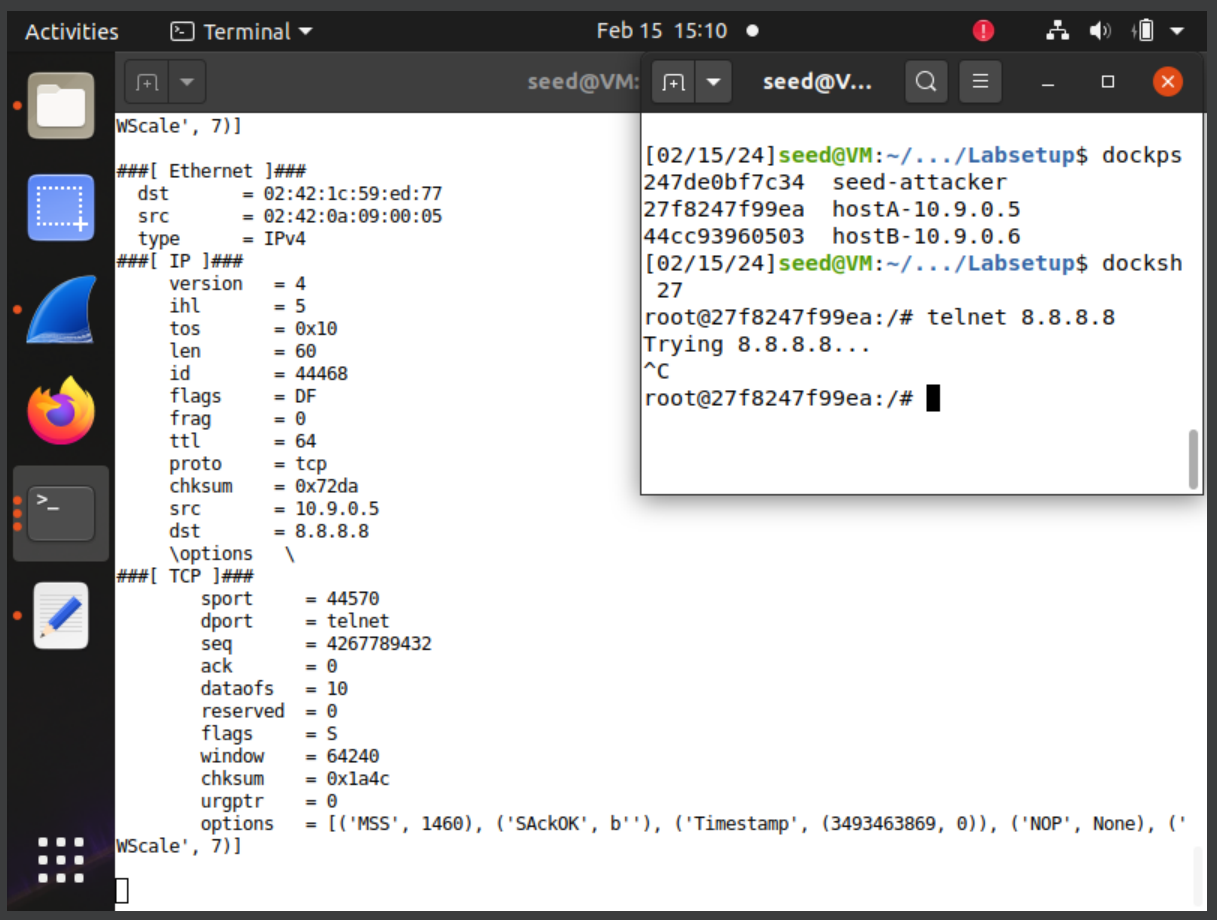 Activities
Terminal
Feb 15 15:10
seed@VM:
WScale', 7)]
###[ Ethernet ]###
dst = 02:42:1c:59:ed:77
src = 02:42:0a:09:00:05
type = IPv4
###[ IP ]###
version = 4
ihl = 5
tos = 0x10
len = 60
id = 44468
flags = DF
frag = 0
ttl = 64
proto = tcp
chksum = 0x72da
src = 10.9.0.5
dst = 8.8.8.8
\options \
###[ TCP ]###
sport = 44570
dport = telnet
seq = 4267789432
ack = 0
dataofs = 10
reserved = 0
flags = S
window = 64240
chksum = 0x1a4c
urgptr = 0
options = [('MSS', 1460), ('SAckOK', b''), ('Timestamp', (3493463869, 0)), ('NOP', None), ('
WScale', 7)]
seed@V...
[02/15/24]seed@VM:~/.../Labsetup$ dockps
247de0bf7c34 seed-attacker
27f8247f99ea hostA-10.9.0.5
44cc93960503 hostB-10.9.0.6
[02/15/24]seed@VM:~/.../Labsetup$ docksh
27
root@27f8247f99ea:/# telnet 8.8.8.8
Trying 8.8.8.8...
^C
root@27f8247f99ea:/#